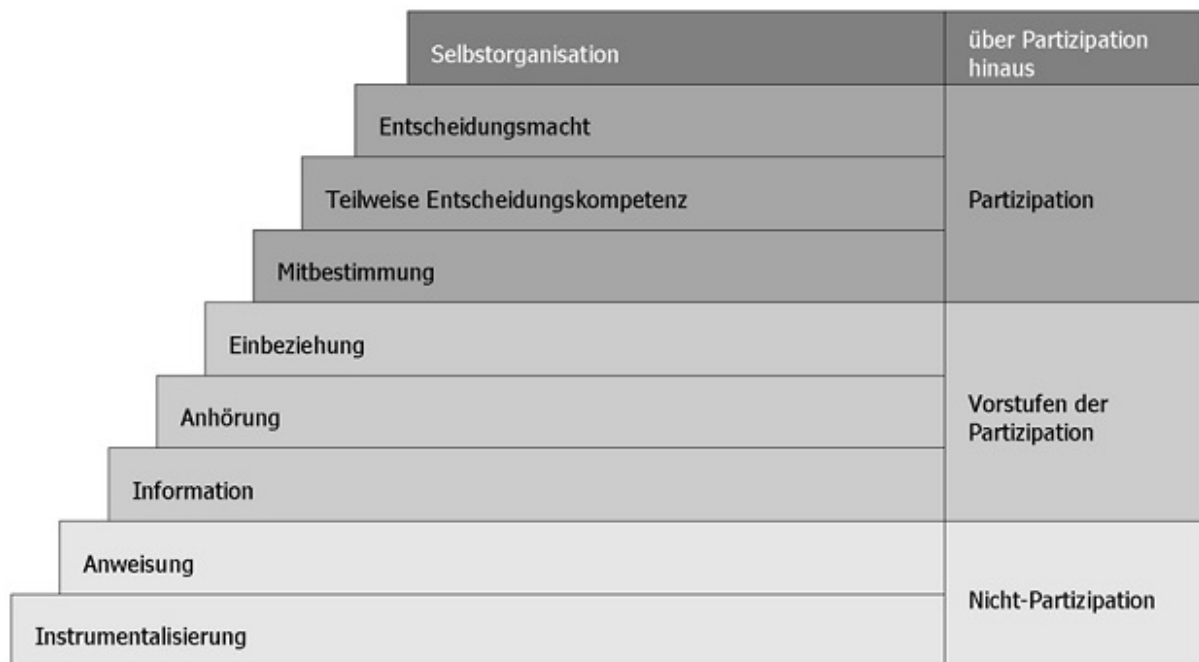 Selbstorganisation
über Partizipation
hinaus
Entscheidungsmacht
Teilweise Entscheidungskompetenz
Partizipation
Mitbestimmung
Einbeziehung
Anhörung
Vorstufen der
Partizipation
Information
Anweisung
Nicht-Partizipation
Instrumentalisierung